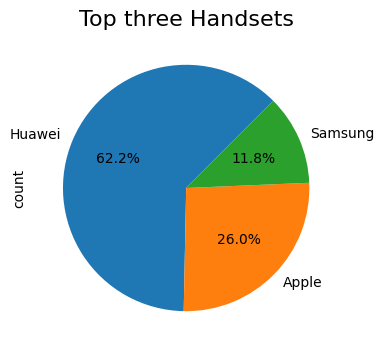 Top three Handsets
Huawei
Samsung
62.2%
11.8%
count
26.0%
Apple